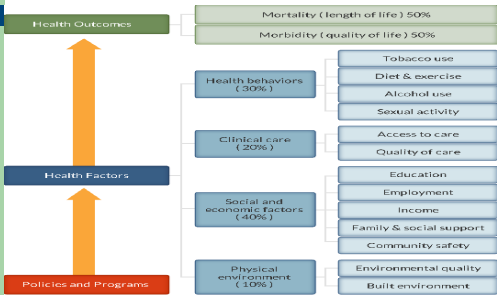 Health Outcomes
Mortality (length of life) 50%
Morbidity (quality of life) 50%
Health behaviors
(30%)
Tobacco use
Diet & exercise
Alcohol use
Sexual activity
Clinical care
(20%)
Access to care
Quality of care
Health Factors
Social and
economic factors
(40%)
Education
Employment
Income
Family & social support
Community safety
Policies and Programs
Physical
environment
(10%)
Environmental quality
Built environment